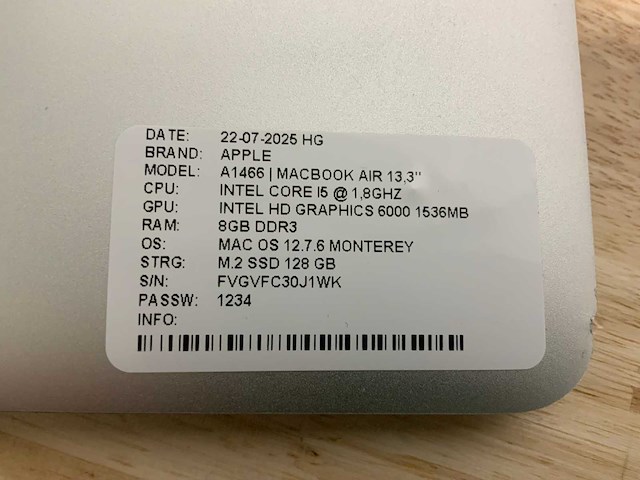 DATE: 22-07-2025 HG
BRAND: APPLE
MODEL: A1466 | MACBOOK AIR 13,3"
CPU: INTEL CORE I5 @ 1,8GHZ
GPU: INTEL HD GRAPHICS 6000 1536MB
RAM: 8GB DDR3
OS: MAC OS 12.7.6 MONTEREY
STRG: M.2 SSD 128 GB
S/N: FVGVFC30J1WK
PASSW: 1234
INFO: